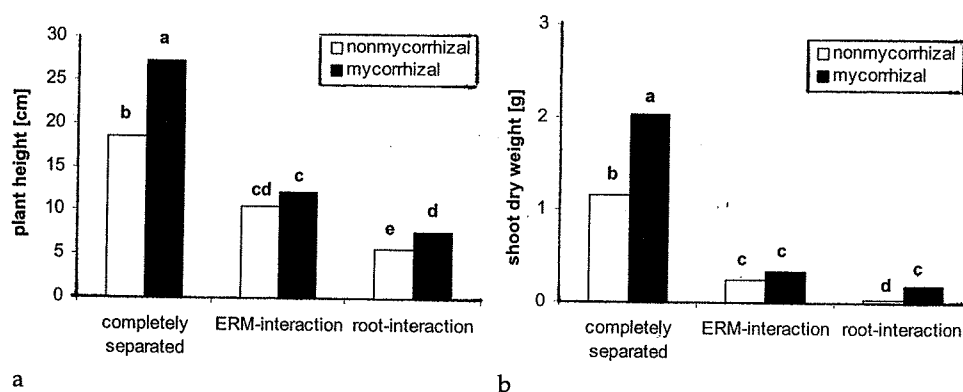 plant height [cm]
30
25
20
15
10
5
0
nonmycorrhizal
mycorrhizal
b
a
cd
c
e
d
completely
separated
ERM-interaction
root-interaction
a
shoot dry weight [g]
3
2
1
0
nonmycorrhizal
mycorrhizal
b
a
c
c
d
c
completely
separated
ERM-interaction
root-interaction
b